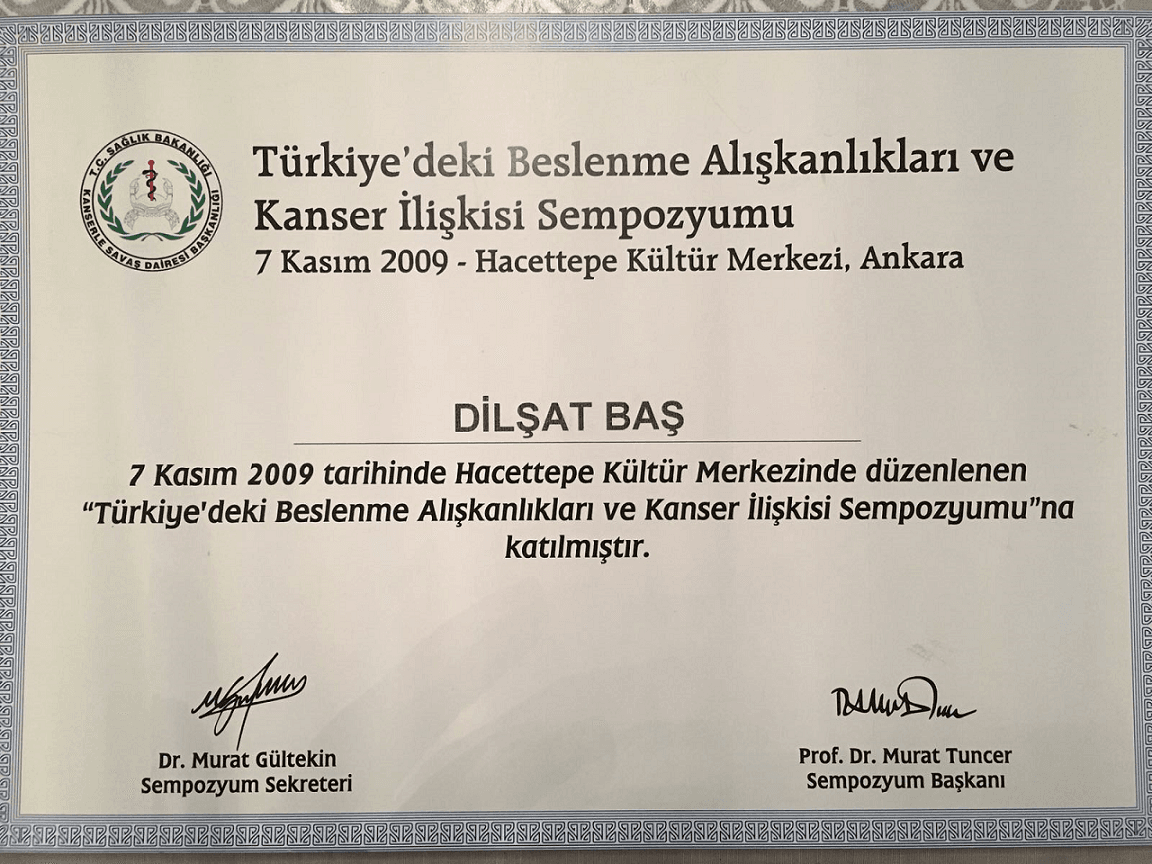 T.C. SAĞLIK BAKANLIĞI
KANSERLE SAVAŞ DAİRESİ BAŞKANLIĞI
Türkiye'deki Beslenme Alışkanlıkları ve
Kanser İlişkisi Sempozyumu
7 Kasım 2009 - Hacettepe Kültür Merkezi, Ankara
DİLŞAT BAŞ
7 Kasım 2009 tarihinde Hacettepe Kültür Merkezinde düzenlenen
“Türkiye'deki Beslenme Alışkanlıkları ve Kanser İlişkisi Sempozyumu”na
katılmıştır.
Dr. Murat Gültekin
Sempozyum Sekreteri
Prof. Dr. Murat Tuncer
Sempozyum Başkanı